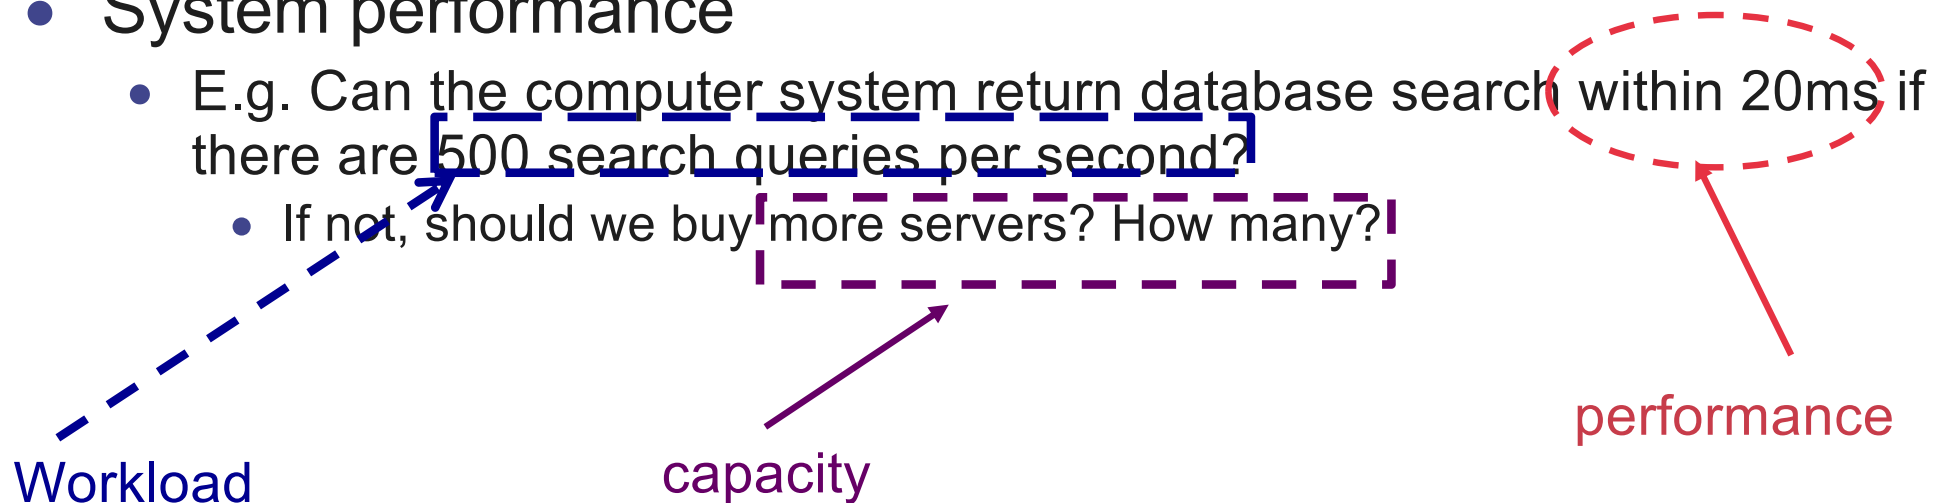 • System performance
• E.g. Can the computer system return database search within 20ms if
there are 500 search queries per second?
• If not, should we buy more servers? How many?
performance
capacity
Workload